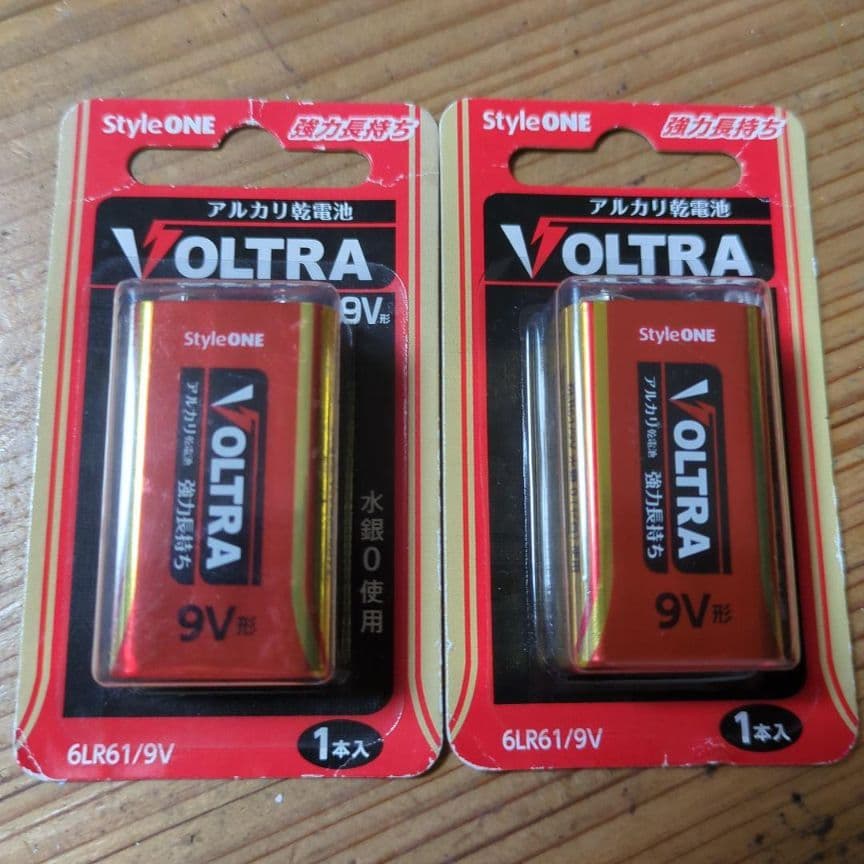 StyleONE
強力長持ち
アルカリ乾電池
VOLTRA
9V形
StyleONE
VOLTRA
アルカリ乾電池 強力長持ち
9V形
水銀0使用
6LR61/9V
1本入
StyleONE
強力長持ち
アルカリ乾電池
VOLTRA
StyleONE
VOLTRA
アルカリ乾電池 強力長持ち
9V形
6LR61/9V
1本入